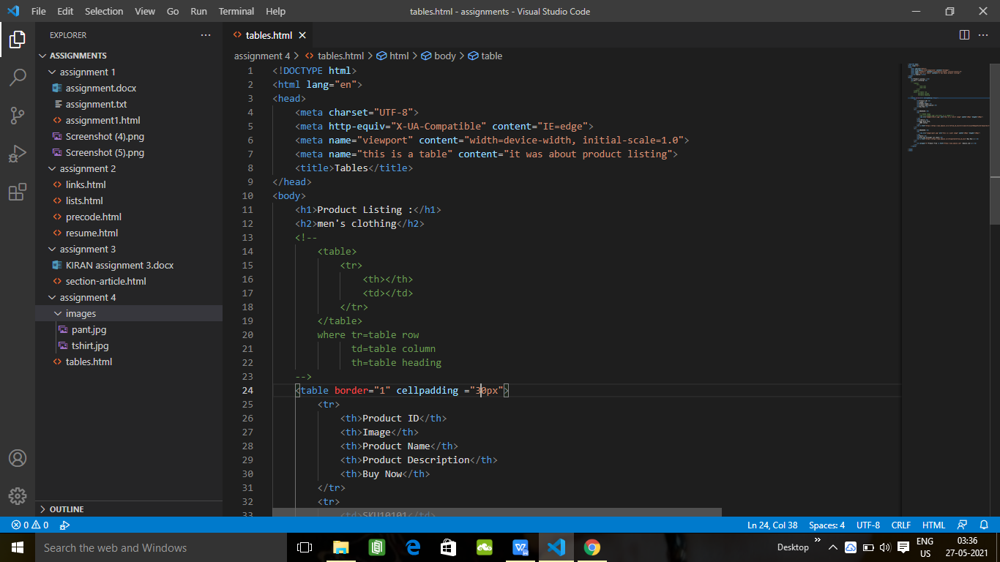 File Edit Selection View Go Run Terminal Help
tables.html - assignments - Visual Studio Code
EXPLORER
ASSIGNMENTS
assignment 1
assignment.docx
assignment.txt
assignment1.html
Screenshot (4).png
Screenshot (5).png
assignment 2
links.html
lists.html
precode.html
resume.html
assignment 3
KIRAN assignment 3.docx
section-article.html
assignment 4
images
pant.jpg
tshirt.jpg
tables.html
OUTLINE
tables.html
assignment 4 > tables.html > html > body > table
1 <!DOCTYPE html>
2 <html lang="en">
3 <head>
4 <meta charset="UTF-8">
5 <meta http-equiv="X-UA-Compatible" content="IE=edge">
6 <meta name="viewport" content="width=device-width, initial-scale=1.0">
7 <meta name="this is a table" content="it was about product listing">
8 <title>Tables</title>
9 </head>
10 <body>
11 <h1>Product Listing :</h1>
12 <h2>men's clothing</h2>
13 <!--
14 <table>
15 <tr>
16 <th></th>
17 <td></td>
18 </tr>
19 </table>
20 where tr=table row
21 td=table column
22 th=table heading
23 -->
24 <table border="1" cellpadding ="30px">
25 <tr>
26 <th>Product ID</th>
27 <th>Image</th>
28 <th>Product Name</th>
29 <th>Product Description</th>
30 <th>Buy Now</th>
31 </tr>
32 <tr>
33 <td>SKU10101</td>
0 0
Ln 24, Col 38 Spaces: 4 UTF-8 CRLF HTML
Search the web and Windows
Desktop
ENG
US
03:36
27-05-2021